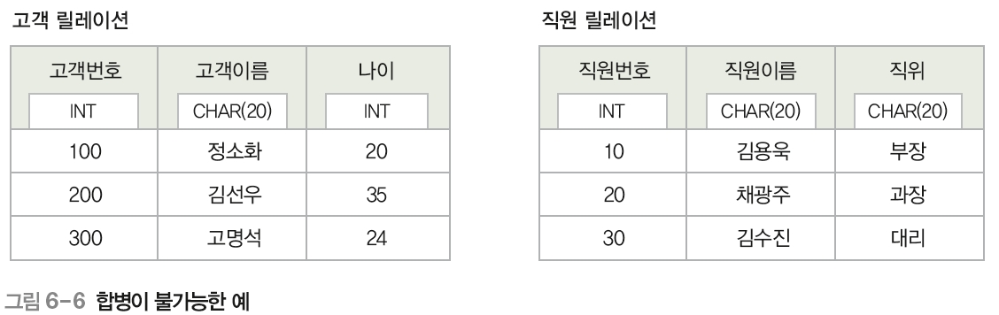 고객 릴레이션
고객번호 고객이름 나이
INT CHAR(20) INT
100 정소화 20
200 김선우 35
300 고명석 24
직원 릴레이션
직원번호 직원이름 직위
INT CHAR(20) CHAR(20)
10 김용욱 부장
20 채광주 과장
30 김수진 대리
그림 6-6 합병이 불가능한 예